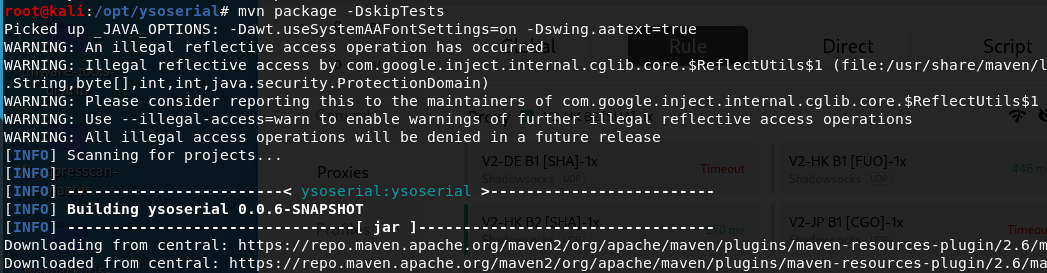 root@kali:/opt/ysoserial# mvn package -DskipTests
Picked up _JAVA_OPTIONS: -Dawt.useSystemAAFontSettings=on -Dswing.aatext=true
WARNING: An illegal reflective access operation has occurred
Global Rule Direct Script
WARNING: Illegal reflective access by com.google.inject.internal.cglib.core.$ReflectUtils$1 (file:/usr/share/maven/l
.String,byte[],int,int,java.security.ProtectionDomain)
WARNING: Please consider reporting this to the maintainers of com.google.inject.internal.cglib.core.$ReflectUtils$1
WARNING: Use --illegal-access=warn to enable warnings of further illegal reflective access operations
WARNING: All illegal access operations will be denied in a future release
[INFO] Scanning for projects...
[INFO]
Proxies
V2-DE B1 [SHA]-1x Timeout
Shadowsocks UDP
V2-HK B1 [FUO]-1x 446 m
Shadowsocks UDP
[INFO] -----------------------< ysoserial:ysoserial >------------------------
[INFO] Building ysoserial 0.0.6-SNAPSHOT
[INFO] --------------------------------[ jar ]---------------------------------
V2-HK B2 [SHA]-1x
V2-JP B1 [CGO]-1x
Downloading from central: https://repo.maven.apache.org/maven2/org/apache/maven/plugins/maven-resources-plugin/2.6/m
Downloaded from central: https://repo.maven.apache.org/maven2/org/apache/maven/plugins/maven-resources-plugin/2.6/ma